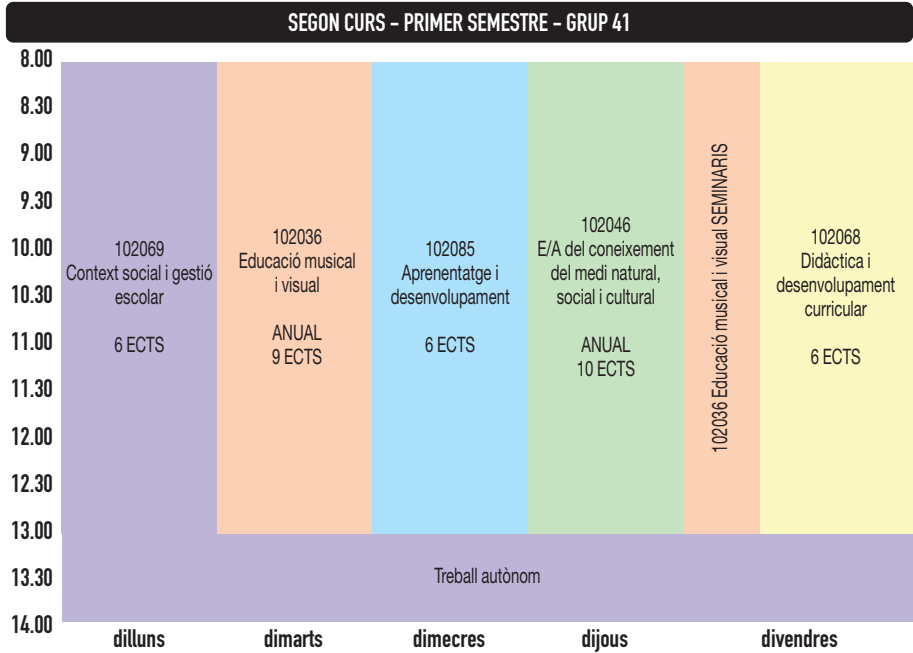 SEGON CURS – PRIMER SEMESTRE – GRUP 41
8.00
8.30
9.00
9.30
10.00
10.30
11.00
11.30
12.00
12.30
13.00
13.30
14.00
102069
Context social i gestió
escolar
6 ECTS
102036
Educació musical
i visual
ANUAL
9 ECTS
102085
Aprenentatge i
desenvolupament
6 ECTS
102046
E/A del coneixement
del medi natural,
social i cultural
ANUAL
10 ECTS
102036 Educació musical i visual SEMINARIS
102068
Didàctica i
desenvolupament
curricular
6 ECTS
Treball autònom
dilluns
dimarts
dimecres
dijous
divendres